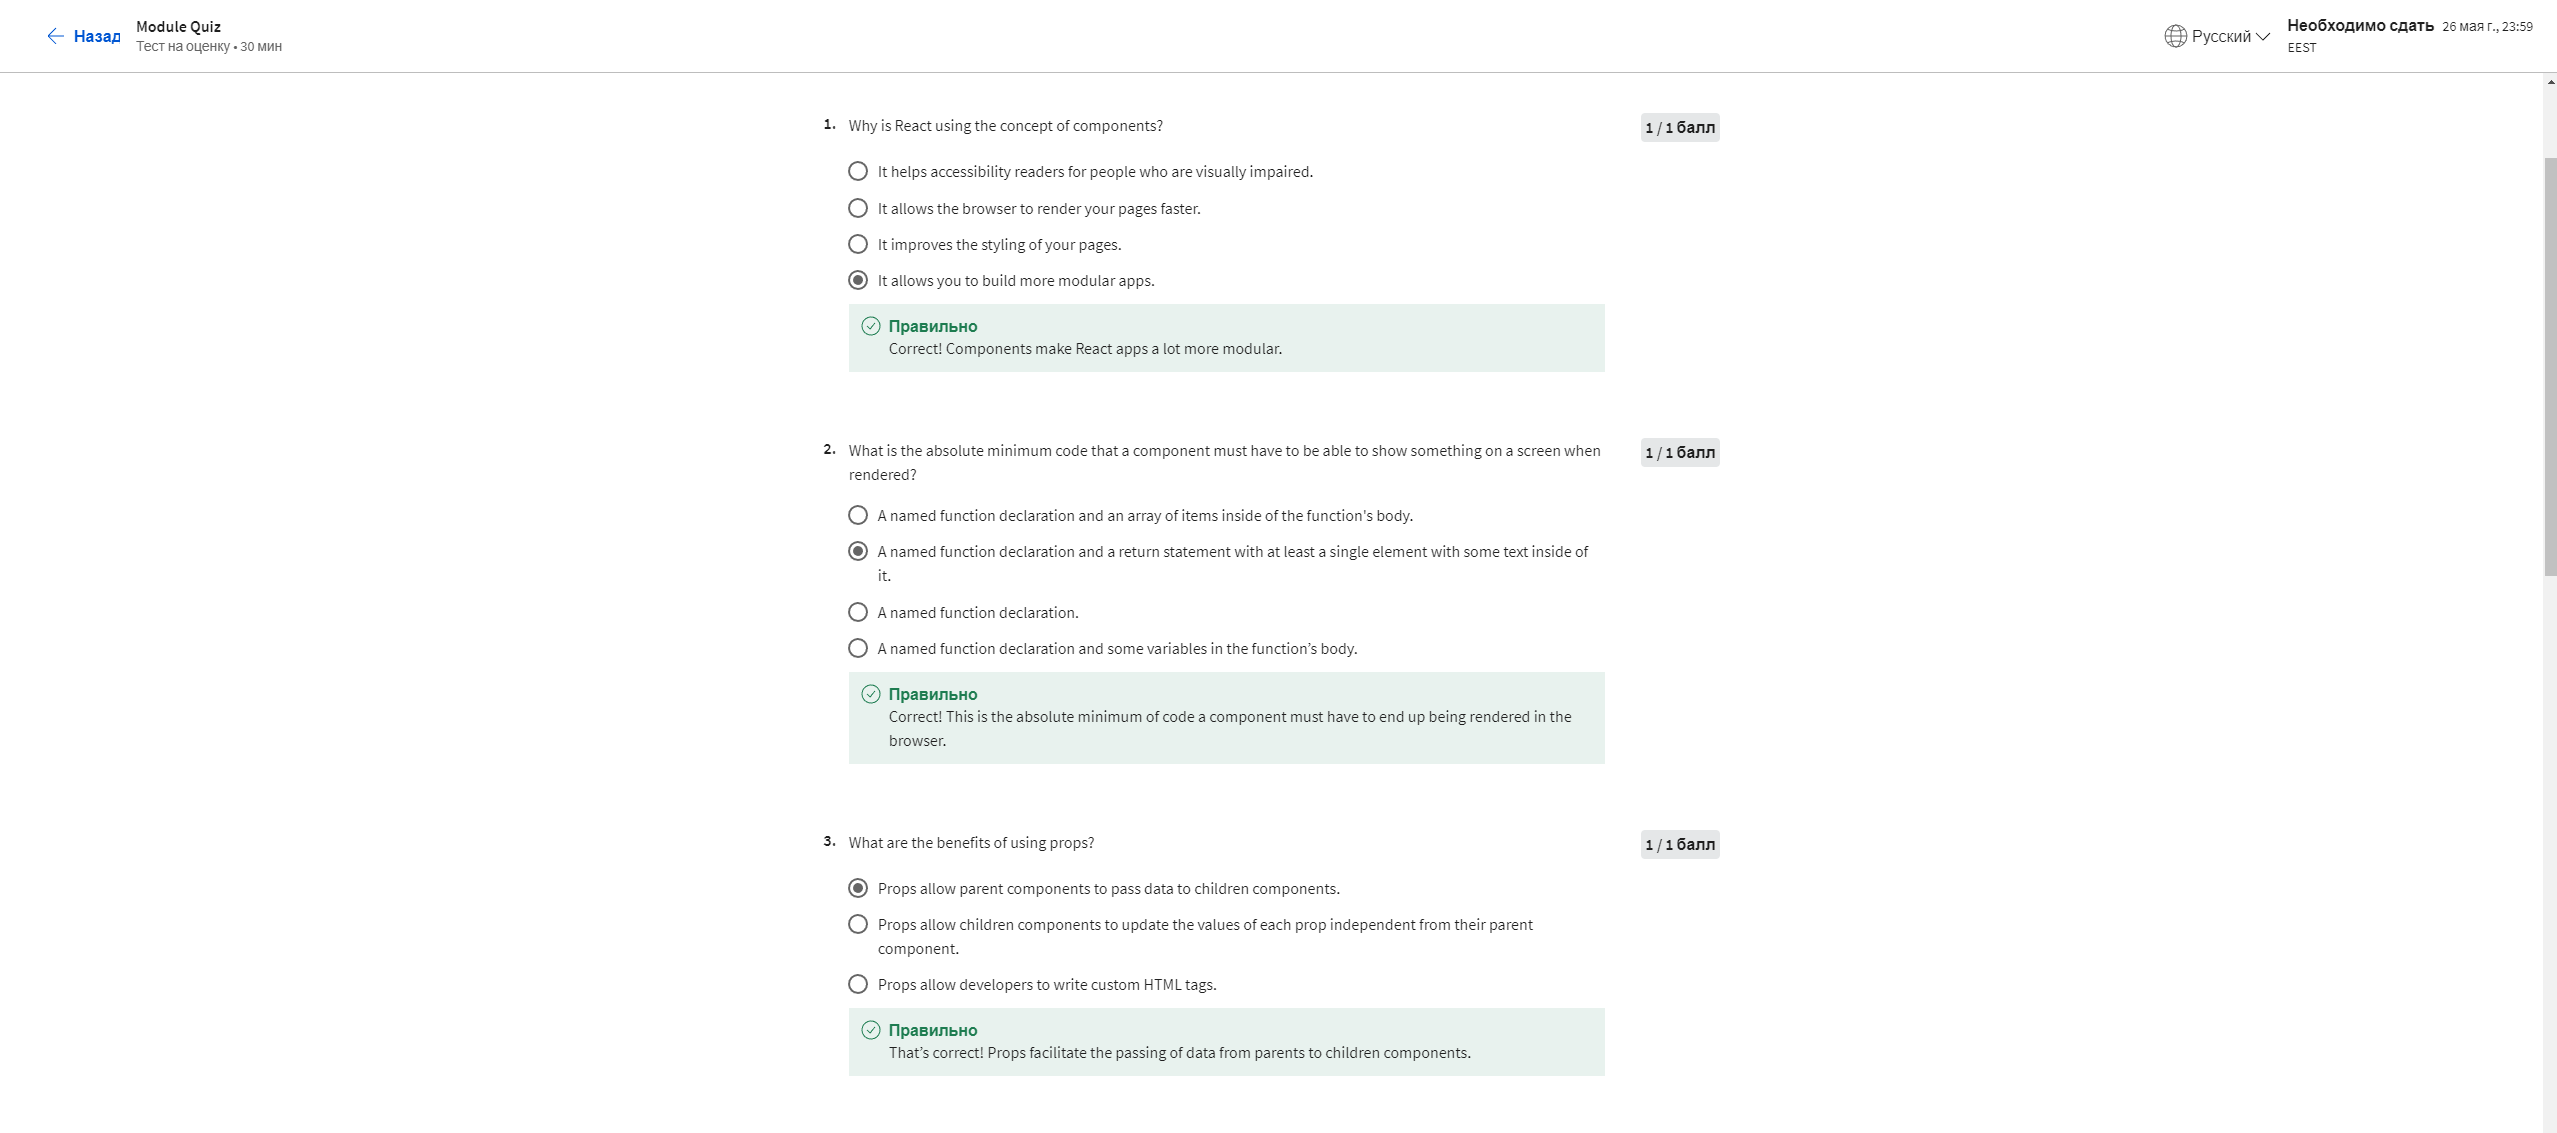 Назад
Module Quiz
Тест на оценку • 30 мин
Русский
Необходимо сдать 26 мая г., 23:59
EEST
1. Why is React using the concept of components?
1 / 1 балл
It helps accessibility readers for people who are visually impaired.
It allows the browser to render your pages faster.
It improves the styling of your pages.
It allows you to build more modular apps.
Правильно
Correct! Components make React apps a lot more modular.
2. What is the absolute minimum code that a component must have to be able to show something on a screen when
rendered?
1 / 1 балл
A named function declaration and an array of items inside of the function's body.
A named function declaration and a return statement with at least a single element with some text inside of
it.
A named function declaration.
A named function declaration and some variables in the function’s body.
Правильно
Correct! This is the absolute minimum of code a component must have to end up being rendered in the
browser.
3. What are the benefits of using props?
1 / 1 балл
Props allow parent components to pass data to children components.
Props allow children components to update the values of each prop independent from their parent
component.
Props allow developers to write custom HTML tags.
Правильно
That’s correct! Props facilitate the passing of data from parents to children components.